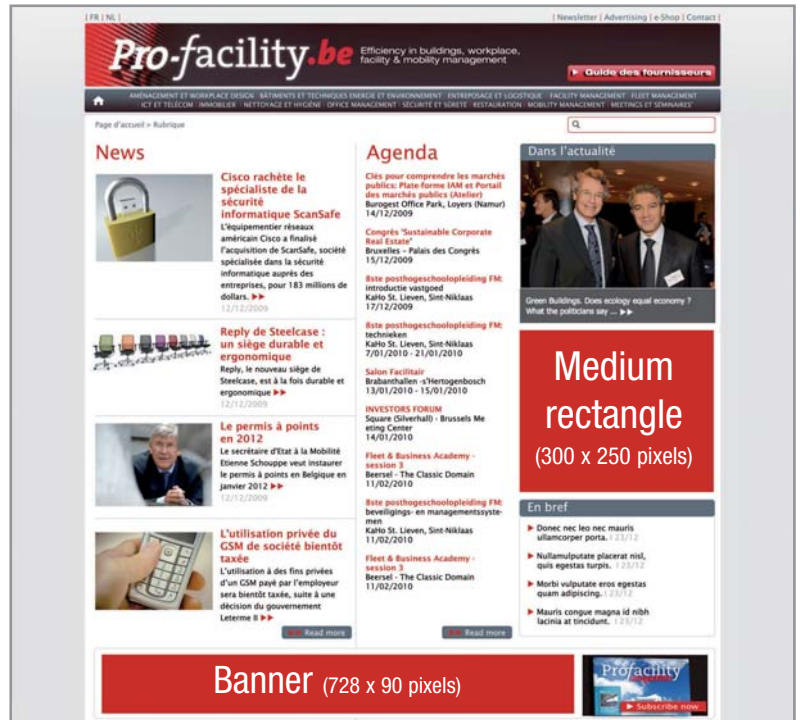 | FR | NL |
| Newsletter | Advertising | e-Shop | Contact |
Pro-facility.be
Efficiency in buildings, workplace,
facility & mobility management
Guide des fournisseurs
AMÉNAGEMENT ET WORKPLACE DESIGN BÂTIMENTS ET TECHNIQUES ENERGIE ET ENVIRONNEMENT ENTREPOSAGE ET LOGISTIQUE FACILITY MANAGEMENT FLEET MANAGEMENT
ICT ET TÉLÉCOM IMMOBILIER NETTOYAGE ET HYGIÈNE OFFICE MANAGEMENT SÉCURITÉ ET SÛRETÉ RESTAURATION MOBILITY MANAGEMENT MEETINGS ET SÉMINAIRES'
Page d'accueil > Rubrique
News
Cisco rachète le
spécialiste de la
sécurité
informatique ScanSafe
L'équipementier réseaux
américain Cisco a finalisé
l'acquisition de ScanSafe, société
spécialisée dans la sécurité
informatique auprès des
entreprises, pour 183 millions de
dollars. ►►
12/12/2009
Reply de Steelcase :
un siège durable et
ergonomique
Reply, le nouveau siège de
Steelcase, est à la fois durable et
ergonomique ►►
12/12/2009
Le permis à points
en 2012
Le secrétaire d'Etat à la Mobilité
Etienne Schouppe veut instaurer
le permis à points en Belgique en
janvier 2012 ►►
12/12/2009
L'utilisation privée du
GSM de société bientôt
taxée
L'utilisation à des fins privées
d'un GSM payé par l'employeur
sera bientôt taxée, suite à une
décision du gouvernement
Leterme II ►►
►► Read more
Agenda
Clés pour comprendre les marchés
publics: Plate-forme IAM et Portail
des marchés publics (Atelier)
Burogest Office Park, Loyers (Namur)
14/12/2009
Congrès 'Sustainable Corporate
Real Estate'
Bruxelles - Palais des Congrès
15/12/2009
8ste posthogeschoolopleiding FM:
introductie vastgoed
KaHo St. Lieven, Sint-Niklaas
17/12/2009
8ste posthogeschoolopleiding FM:
technieken
KaHo St. Lieven, Sint-Niklaas
7/01/2010 - 21/01/2010
Salon Facilitair
Brabanthallen -s'Hertogenbosch
13/01/2010 - 15/01/2010
INVESTORS FORUM
Square (Silverhall) - Brussels Me
eting Center
14/01/2010
Fleet & Business Academy -
session 3
Beersel - The Classic Domain
11/02/2010
8ste posthogeschoolopleiding FM:
beveiligings- en managementssyste-
men
KaHo St. Lieven, Sint-Niklaas
11/02/2010
Fleet & Business Academy -
session 3
Beersel - The Classic Domain
11/02/2010
►► Read more
Dans l'actualité
Green Buildings. Does ecology equal economy ?
What the politicians say ... ►►
Medium
rectangle
(300 x 250 pixels)
En bref
► Donec nec leo nec mauris
ullamcorper porta. | 23/12
► Nullamulputate placerat nisl,
quis egestas turpis. | 23/12
► Morbi vulputate eros egestas
quam adipiscing. | 23/12
► Mauris congue magna id nibh
lacinia at tincidunt. | 23/12
Banner (728 x 90 pixels)
Profacility
► Subscribe now